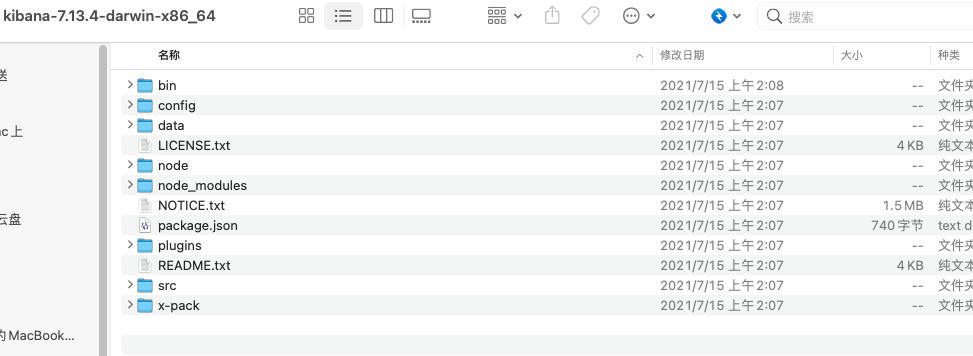 kibana-7.13.4-darwin-x86_64
搜索
名称 修改日期 大小 种类
送
bin 2021/7/15 上午2:08 -- 文件夹
config 2021/7/15 上午2:07 -- 文件夹
data 2021/7/15 上午2:07 -- 文件夹
ac上
LICENSE.txt 2021/7/15 上午2:07 4 KB 纯文本
node 2021/7/15 上午2:07 -- 文件夹
node_modules 2021/7/15 上午2:07 -- 文件夹
NOTICE.txt 2021/7/15 上午2:07 1.5 MB 纯文本
云盘
package.json 2021/7/15 上午2:07 740 字节 text d
plugins 2021/7/15 上午2:07 -- 文件夹
README.txt 2021/7/15 上午2:07 4 KB 纯文本
src 2021/7/15 上午2:07 -- 文件夹
x-pack 2021/7/15 上午2:07 -- 文件夹
的 MacBook...